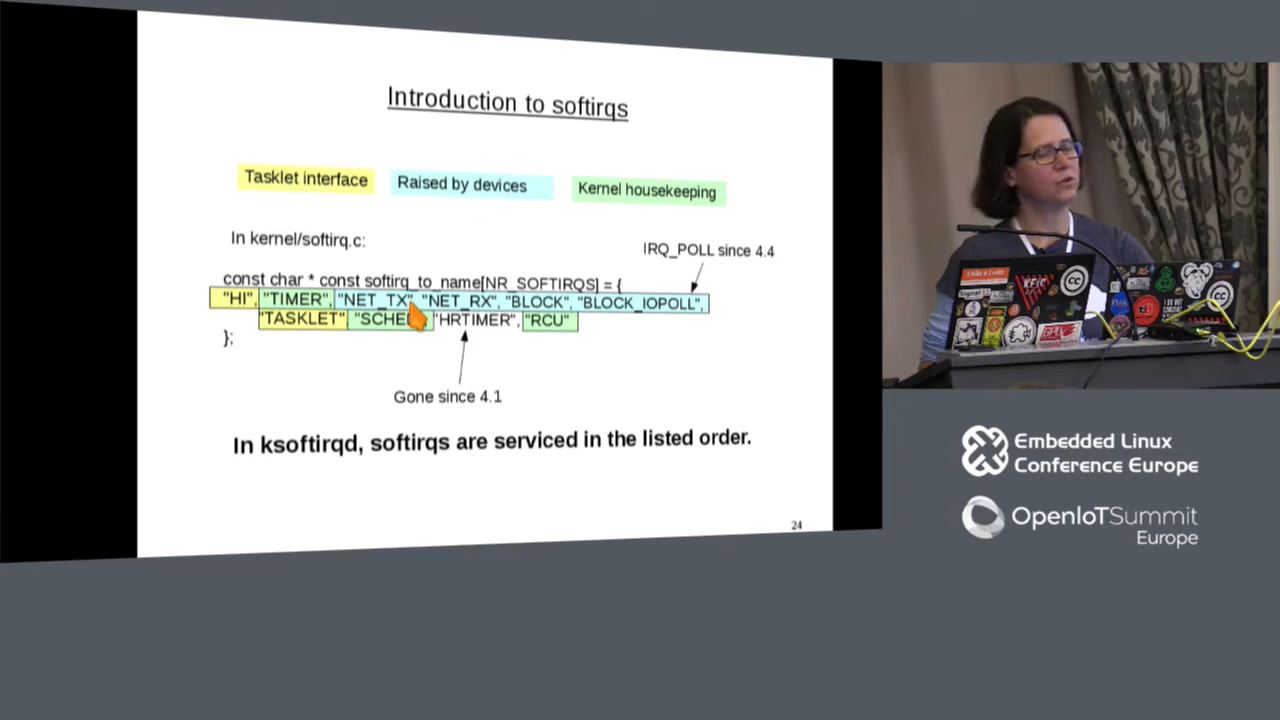 Introduction to softirqs
Tasklet interface
Raised by devices
Kernel housekeeping
In kernel/softirq.c:
IRQ_POLL since 4.4
const char * const softirq_to_name[NR_SOFTIRQS] = {
"HI", "TIMER", "NET_TX", "NET_RX", "BLOCK", "BLOCK_IOPOLL",
"TASKLET", "SCHE "HRTIMER", "RCU"
};
Gone since 4.1
In ksoftirqd, softirqs are serviced in the listed order.
24
Embedded Linux
Conference Europe
OpenIoTSummit
Europe